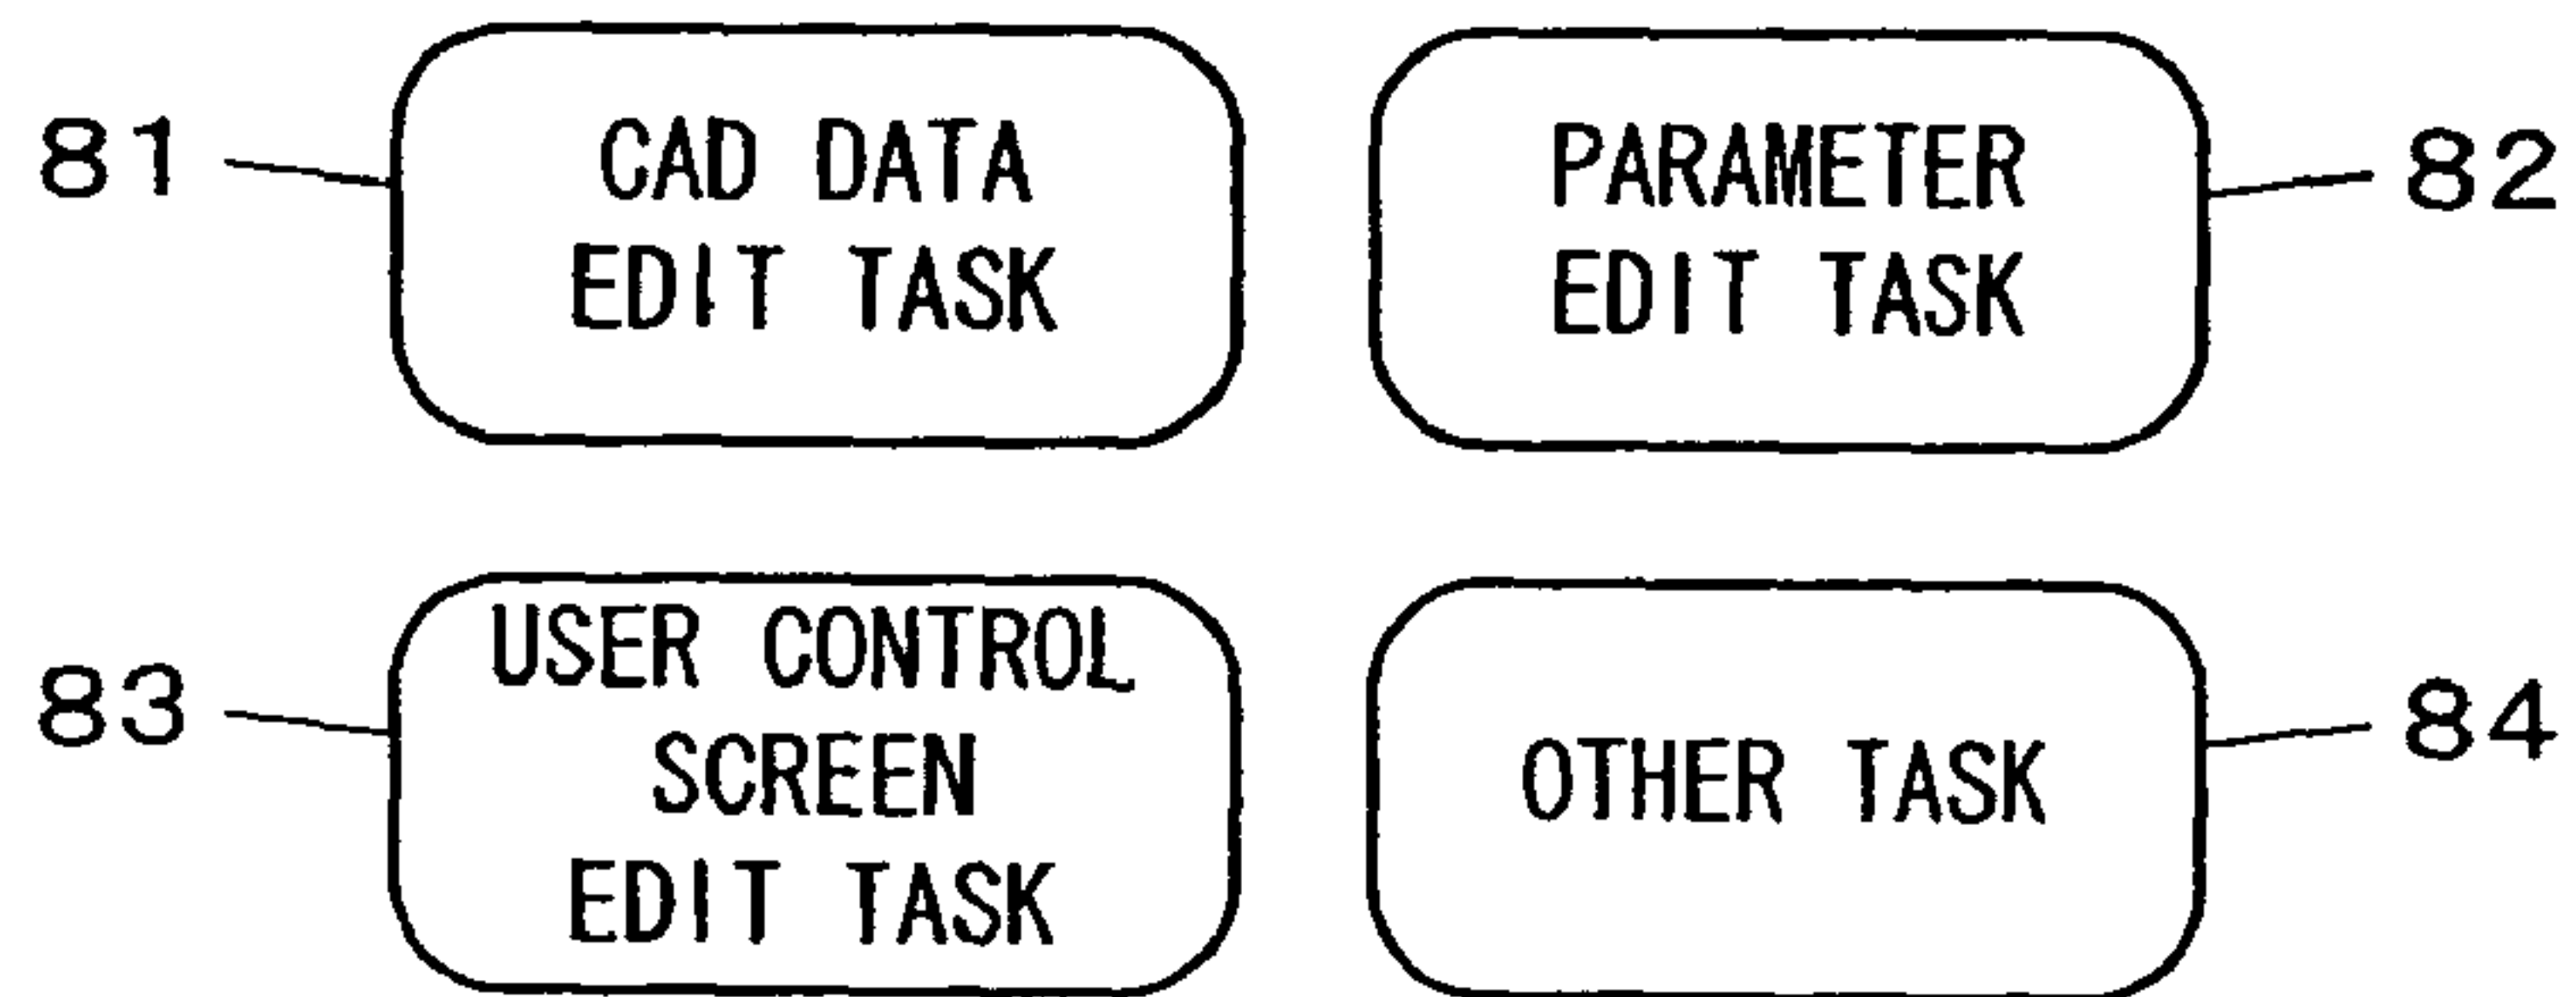 81
CAD DATA
EDIT TASK
PARAMETER
EDIT TASK
82
83
USER CONTROL
SCREEN
EDIT TASK
OTHER TASK
84